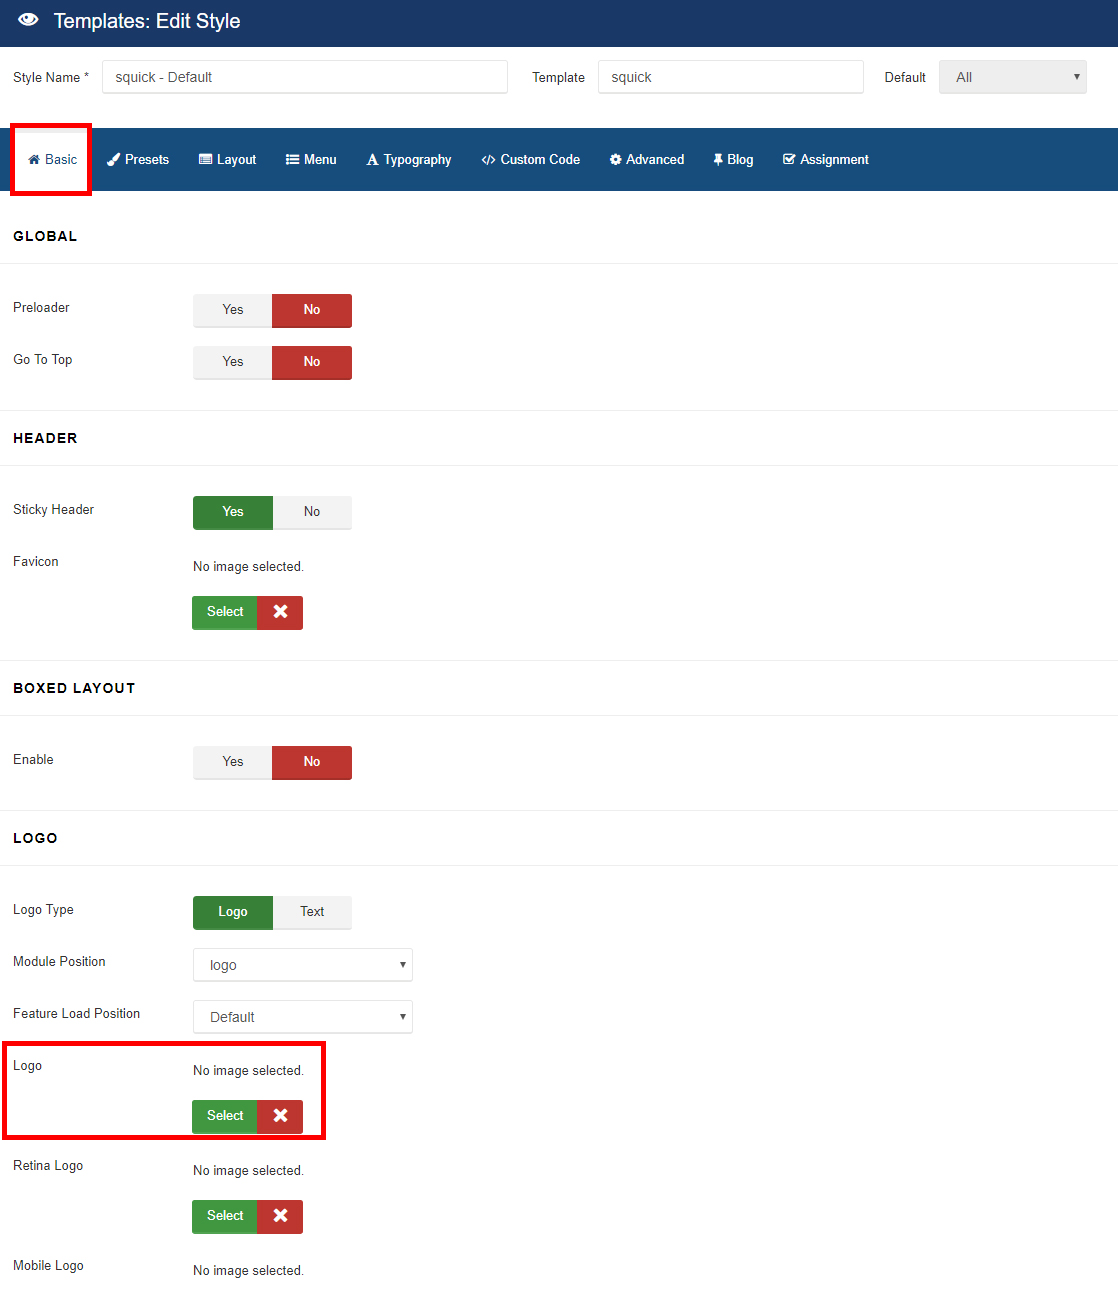 Templates: Edit Style
Style Name * squick - Default Template squick Default All
Basic Presets Layout Menu Typography Custom Code Advanced Blog Assignment
GLOBAL
Preloader Yes No
Go To Top Yes No
HEADER
Sticky Header Yes No
Favicon No image selected.
Select
BOXED LAYOUT
Enable Yes No
LOGO
Logo Type Logo Text
Module Position logo
Feature Load Position Default
Logo No image selected.
Select
Retina Logo No image selected.
Select
Mobile Logo No image selected.